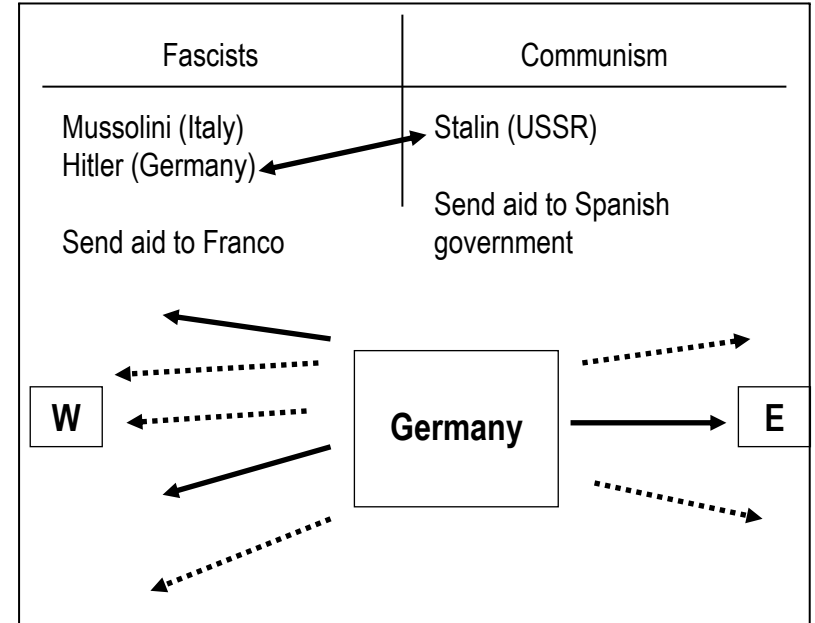 Fascists
Communism
Mussolini (Italy)
Hitler (Germany)
Send aid to Franco
Stalin (USSR)
Send aid to Spanish
government
W
Germany
E